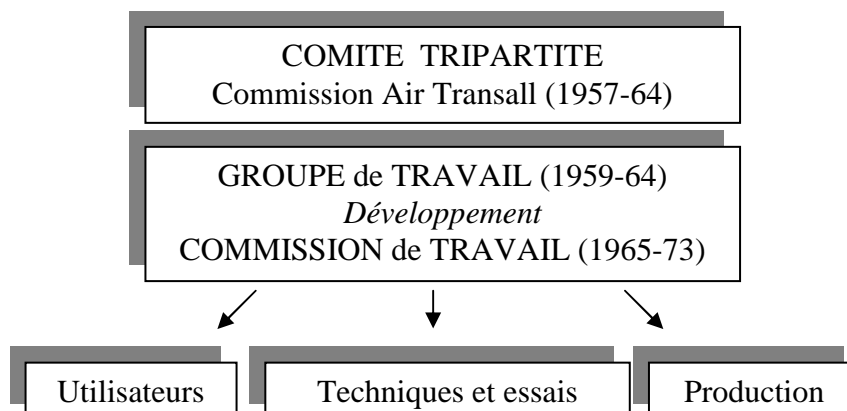 COMITE TRIPARTITE
Commission Air Transall (1957-64)
GROUPE de TRAVAIL (1959-64)
Développement
COMMISSION de TRAVAIL (1965-73)
Utilisateurs
Techniques et essais
Production